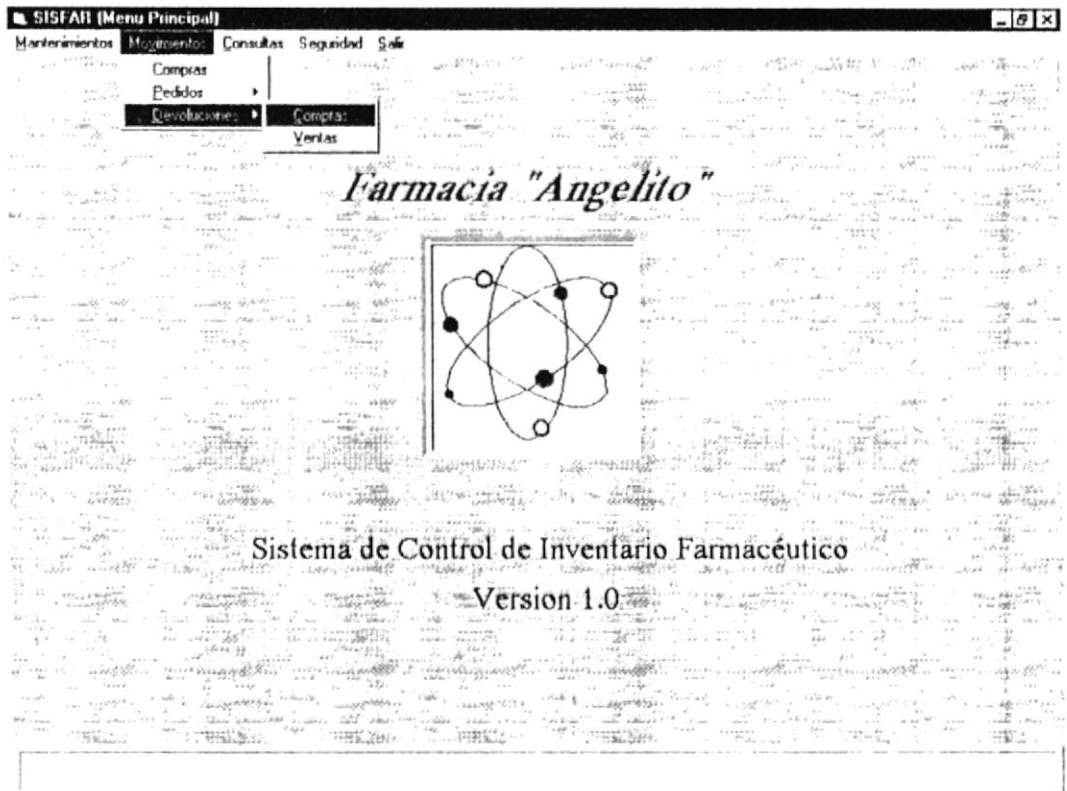 SISFAR (Menu Principal)
Mantenimientos Movimientos Consultas Seguridad Salir
Compras
Pedidos
Devoluciones Compras
Ventas
Farmacia "Angelito"
Sistema de Control de Inventario Farmacéutico
Version 1.0